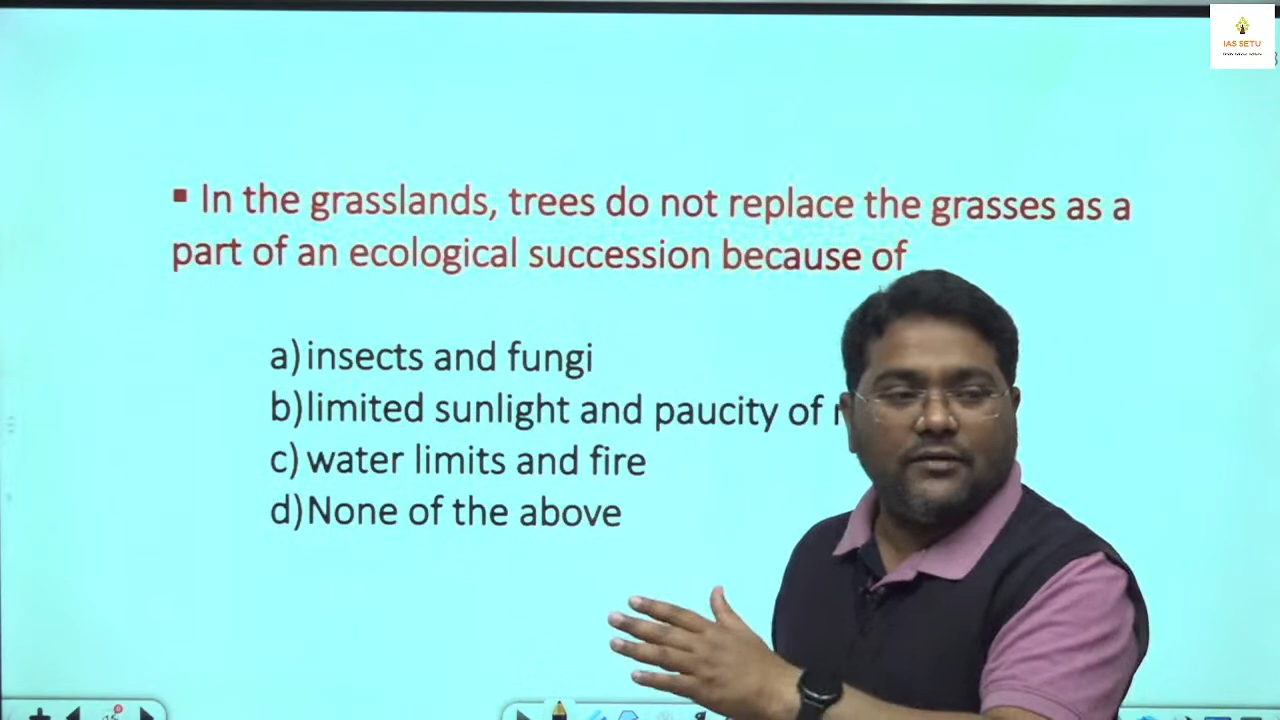 IAS SETU
▪ In the grasslands, trees do not replace the grasses as a
part of an ecological succession because of
a) insects and fungi
b) limited sunlight and paucity of
c) water limits and fire
d) None of the above